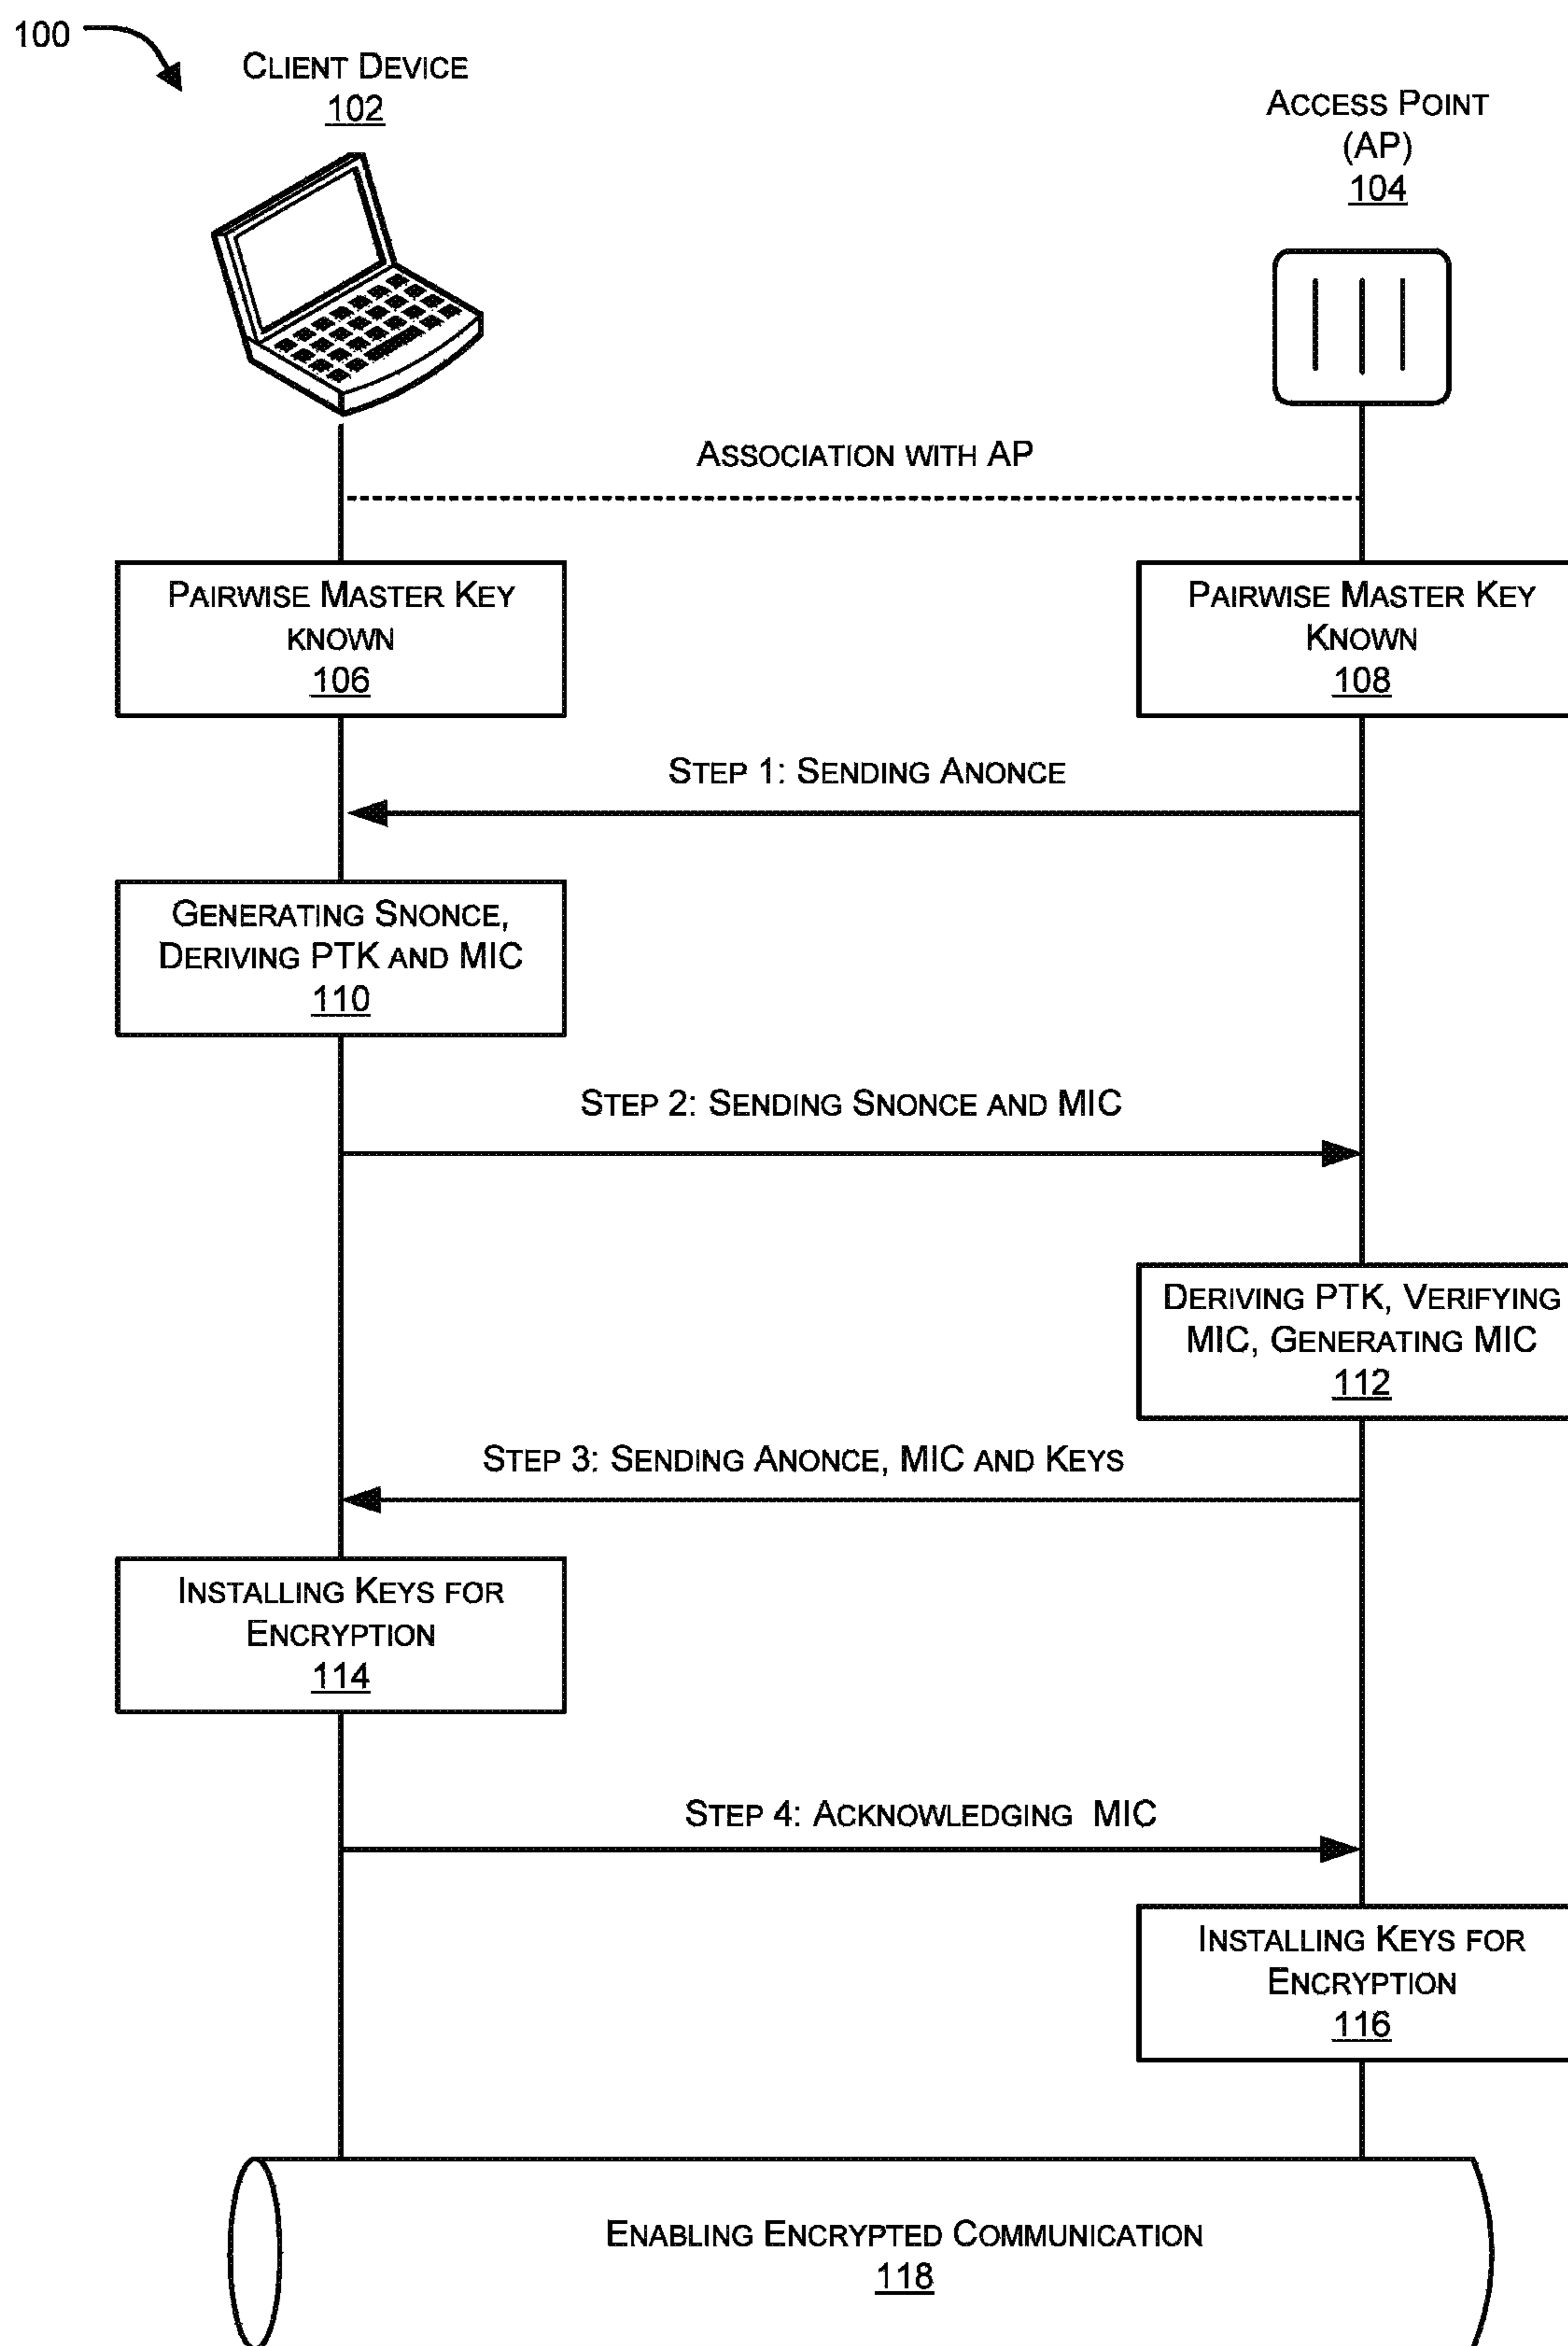 100
CLIENT DEVICE
102
ACCESS POINT
(AP)
104
ASSOCIATION WITH AP
PAIRWISE MASTER KEY
KNOWN
106
PAIRWISE MASTER KEY
KNOWN
108
STEP 1: SENDING ANONCE
GENERATING SNONCE,
DERIVING PTK AND MIC
110
STEP 2: SENDING SNONCE AND MIC
DERIVING PTK, VERIFYING
MIC, GENERATING MIC
112
STEP 3: SENDING ANONCE, MIC AND KEYS
INSTALLING KEYS FOR
ENCRYPTION
114
STEP 4: ACKNOWLEDGING MIC
INSTALLING KEYS FOR
ENCRYPTION
116
ENABLING ENCRYPTED COMMUNICATION
118